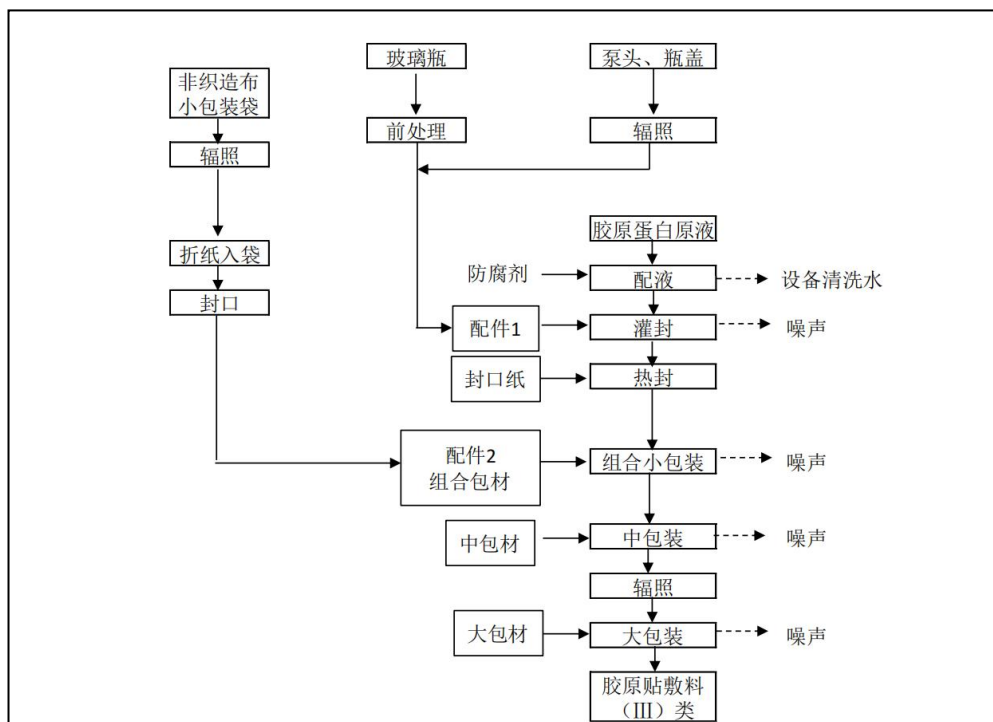 玻璃瓶
泵头、瓶盖
非织造布
小包装袋
前处理
辐照
辐照
胶原蛋白原液
折纸入袋
防腐剂
配液
设备清洗水
封口
配件1
灌封
噪声
封口纸
热封
配件2
组合包材
组合小包装
噪声
中包材
中包装
噪声
辐照
大包材
大包装
噪声
胶原贴敷料
（III）类